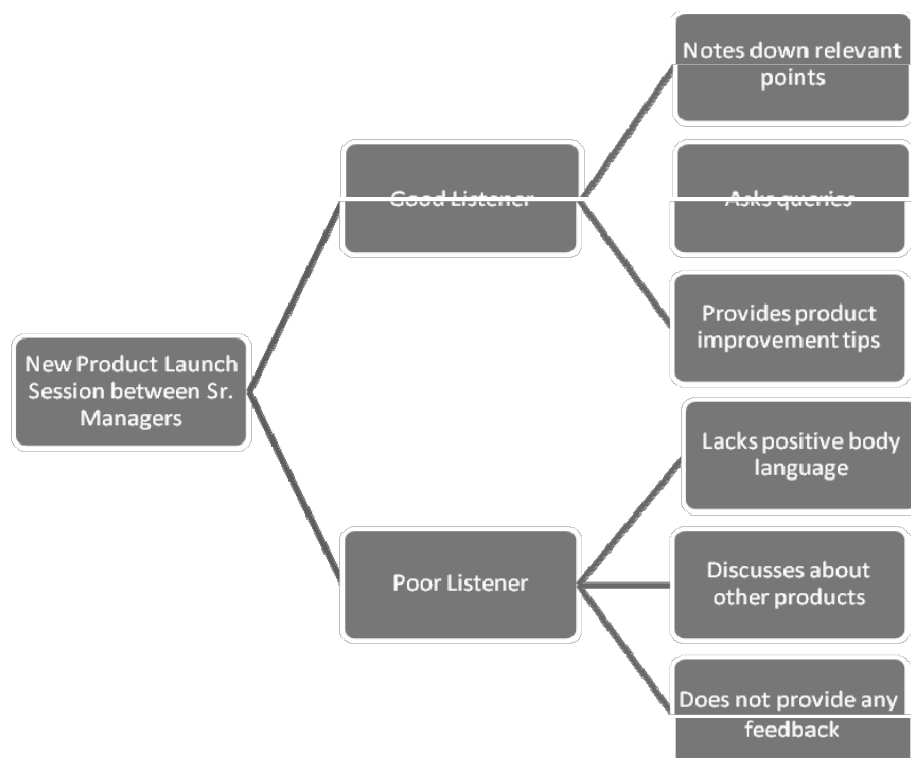 New Product Launch
Session between Sr.
Managers
Good Listener
Notes down relevant
points
Asks queries
Provides product
improvement tips
Poor Listener
Lacks positive body
language
Discusses about
other products
Does not provide any
feedback